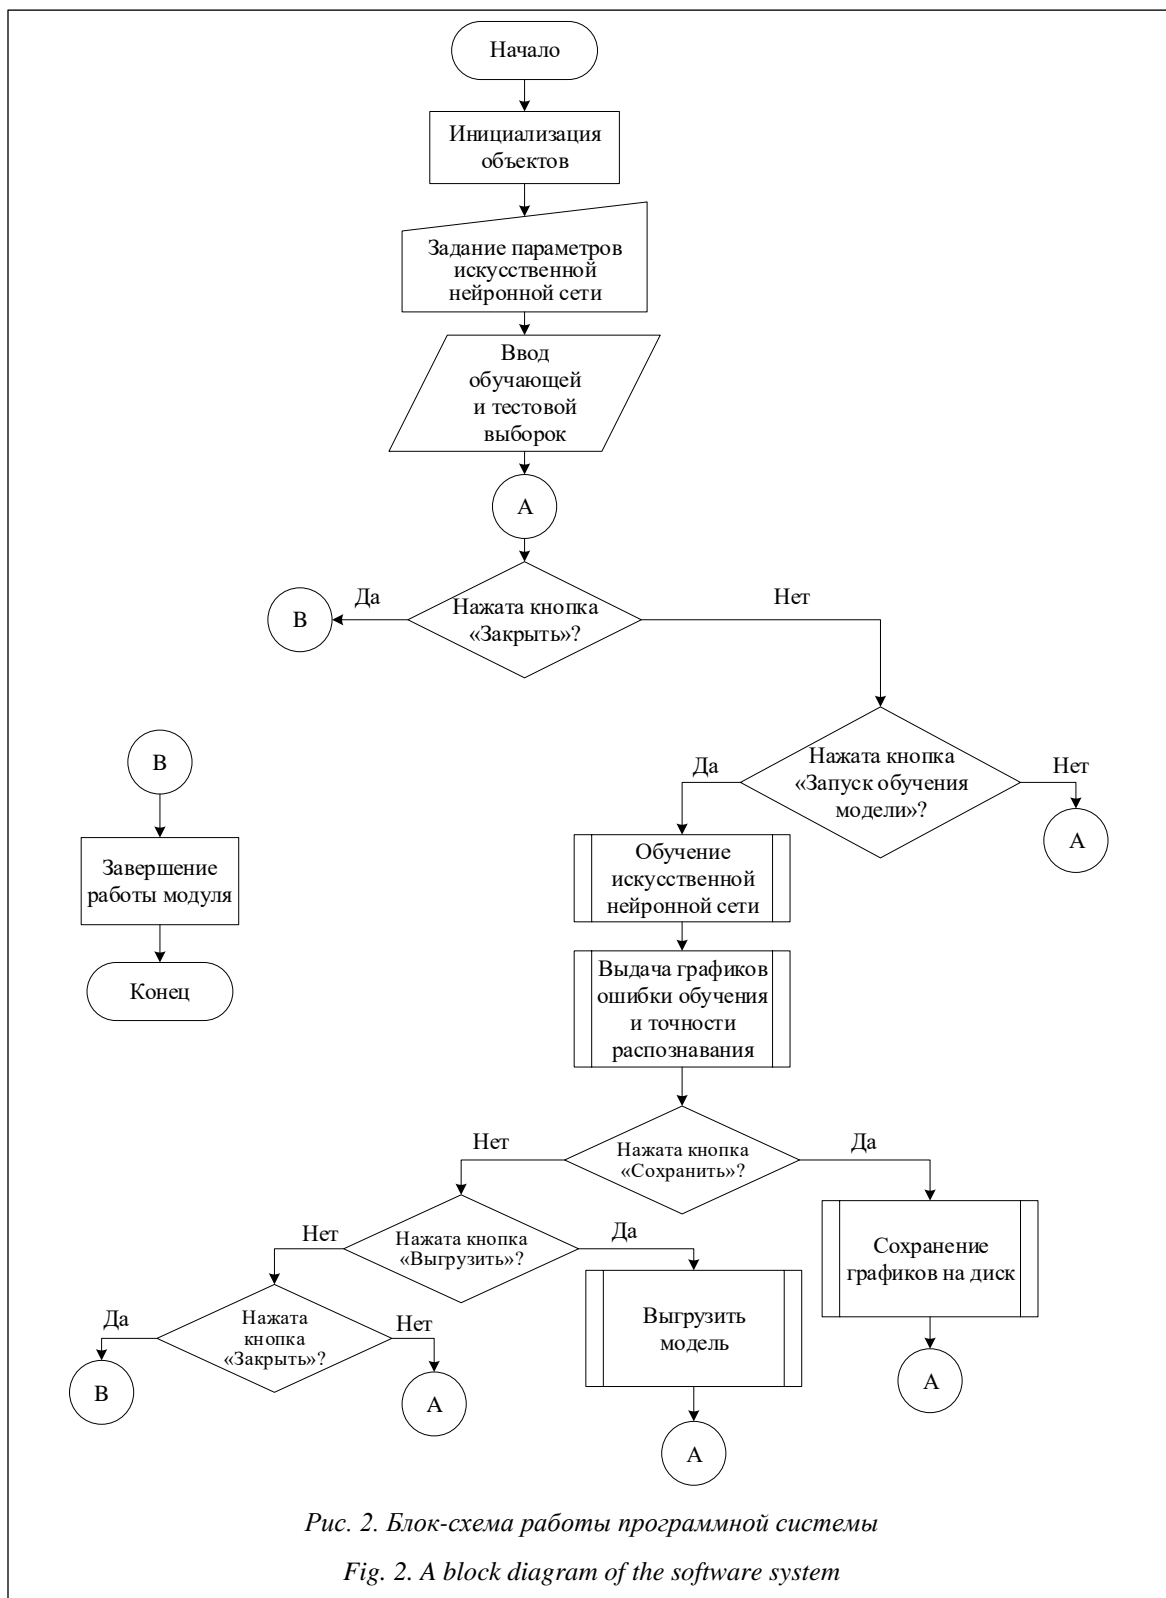 Начало
Инициализация
объектов
Задание параметров
искусственной
нейронной сети
Ввод
обучающей
и тестовой
выборок
A
Да
Нет
B
Нажата кнопка
«Закрыть»?
B
Завершение
работы модуля
Конец
Да
Нажата кнопка
«Запуск обучения
модели»?
Нет
A
Обучение
искусственной
нейронной сети
Выдача графиков
ошибки обучения
и точности
распознавания
Нет
Нажата кнопка
«Сохранить»?
Да
Нет
Нажата кнопка
«Выгрузить»?
Да
Сохранение
графиков на диск
A
Выгрузить
модель
A
Да
Нажата
кнопка
«Закрыть»?
Нет
B
A
Рис. 2. Блок-схема работы программной системы
Fig. 2. A block diagram of the software system